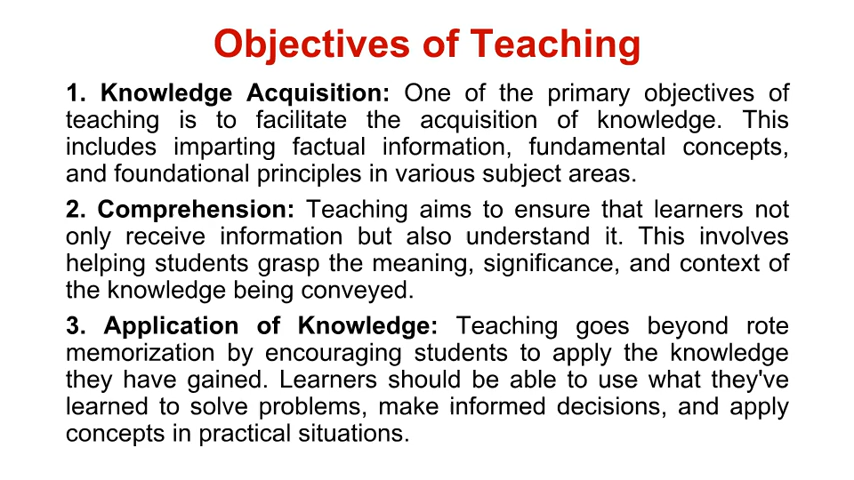 Objectives of Teaching
1. Knowledge Acquisition: One of the primary objectives of
teaching is to facilitate the acquisition of knowledge. This
includes imparting factual information, fundamental concepts,
and foundational principles in various subject areas.
2. Comprehension: Teaching aims to ensure that learners not
only receive information but also understand it. This involves
helping students grasp the meaning, significance, and context of
the knowledge being conveyed.
3. Application of Knowledge: Teaching goes beyond rote
memorization by encouraging students to apply the knowledge
they have gained. Learners should be able to use what they've
learned to solve problems, make informed decisions, and apply
concepts in practical situations.